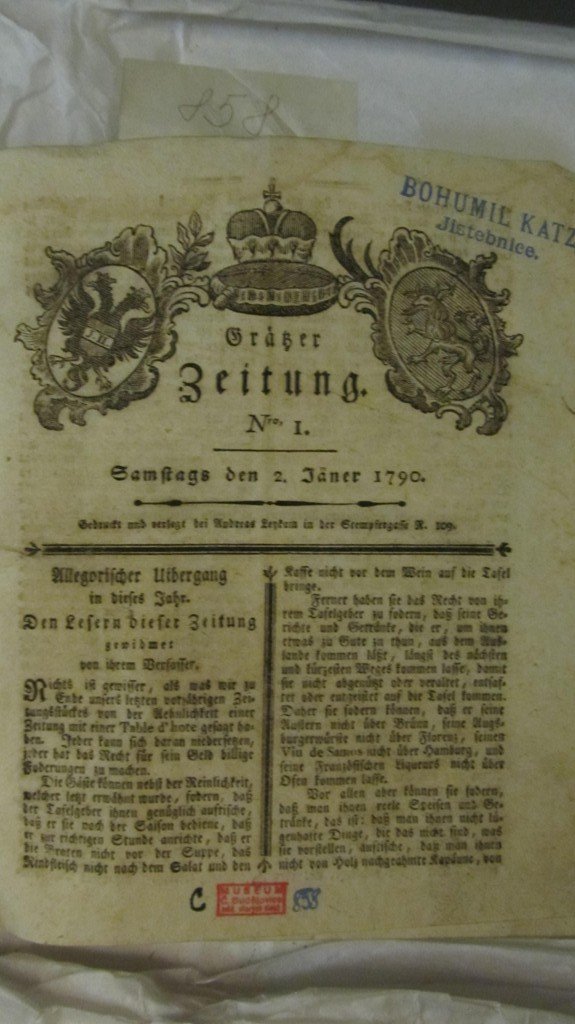 858
BOHUMIL KATZ
Jistebnice.
Grätzer
Zeitung.
Nro. 1.
Samstags den 2. Jäner 1790.
Gedruckt und verlegt bei Andreas Leykam in der Stempfergasse N. 109.
Allegorischer Uibergang
in dieses Jahr.
Den Lesern dieser Zeitung
gewidmet
von ihrem Verfasser.
Nichts ist gewisser, als was wir zu
Ende unsers letzten vorjährigen Zei-
tungsstückes von der Aehnlichkeit einer
Zeitung mit einer Table d'hote gesagt ha-
ben. Jeder kann sich daran niedersetzen,
jeder hat das Recht für sein Geld billige
Foderungen zu machen.
Die Gäste können nebst der Reinlichkeit,
welcher letzt erwähnt wurde, fodern, daß
der Tafelgeber ihnen genüglich auftische,
daß er sie nach der Saison bediene, daß
er zur richtigen Stunde anrichte, daß er
die Braten nicht vor der Suppe, das
Rindfleisch nicht nach dem Salat und den
Kaffe nicht vor dem Wein auf die Tafel
bringe.
Ferner haben sie das Recht von ih-
rem Tafelgeber zu fodern, daß seine Ge-
richte und Getränke, die er, um ihnen
etwas zu Gute zu thun, aus dem Aus-
lande kommen läßt, längst des nächsten
und kürzesten Weges kommen lasse, damit
sie nicht abgenützt oder veraltet, entsaf-
tet oder entgeistet auf die Tafel kommen.
Daher sie fodern können, daß er seine
Austern nicht über Brünn, seine Augs-
burgerwürste nicht über Florenz, seinen
Vin de Samos nicht über Hamburg, und
seine Französischen Liqueurs nicht über
Ofen kommen lasse.
Vor allen aber können sie fodern,
daß man ihnen reele Speisen und Ge-
tränke, das ist: daß man ihnen nicht lü-
genhafte Dinge, die das nicht sind, was
sie vorstellen, auftische, daß man ihnen
nicht von Holz nachgeahmte Kapäune, von
C
MUSEUM
Č. Budějovice